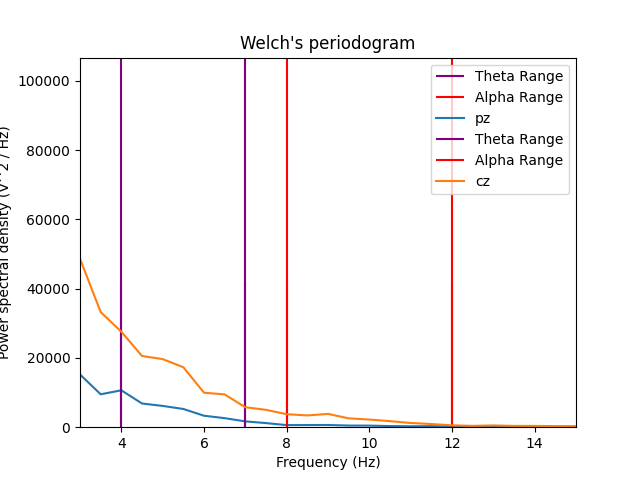 Welch's periodogram
Power spectral density (V**2 / Hz)
100000
80000
60000
40000
20000
0
4
6
8
10
12
14
Frequency (Hz)
Theta Range
Alpha Range
pz
Theta Range
Alpha Range
cz